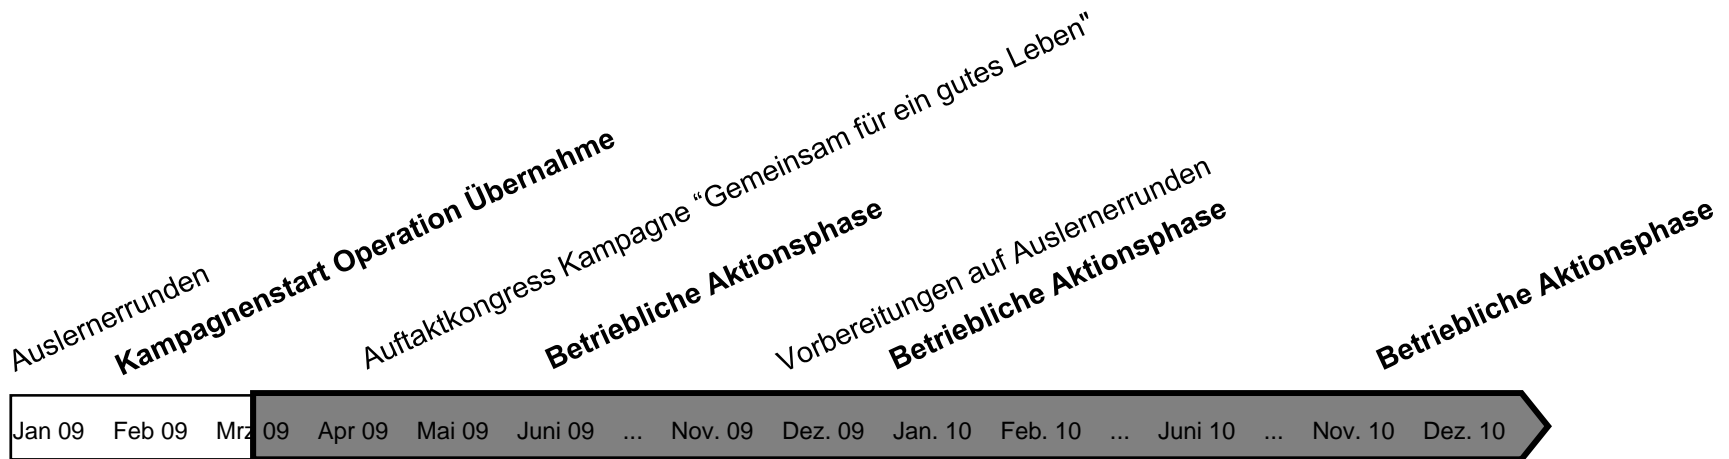 Auslernerrunden
Kampagnenstart Operation Übernahme
Auftaktkongress Kampagne “Gemeinsam für ein gutes Leben"
Betriebliche Aktionsphase
Vorbereitungen auf Auslernerrunden
Betriebliche Aktionsphase
Betriebliche Aktionsphase
Jan 09 Feb 09 Mrz 09 Apr 09 Mai 09 Juni 09 ... Nov. 09 Dez. 09 Jan. 10 Feb. 10 ... Juni 10 ... Nov. 10 Dez. 10